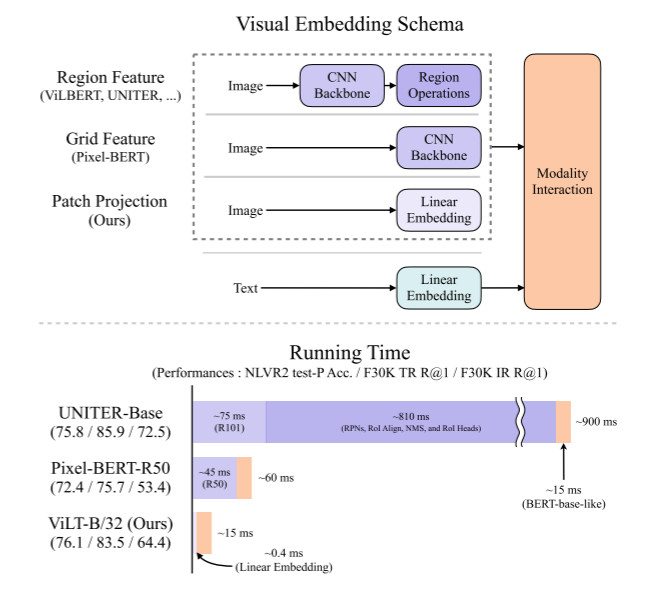 Visual Embedding Schema
Region Feature
(ViLBERT, UNITER, ...)
Image
CNN
Backbone
Region
Operations
Grid Feature
(Pixel-BERT)
Image
CNN
Backbone
Patch Projection
(Ours)
Image
Linear
Embedding
Modality
Interaction
Text
Linear
Embedding
Running Time
(Performances : NLVR2 test-P Acc. / F30K TR R@1 / F30K IR R@1)
UNITER-Base
(75.8 / 85.9 / 72.5)
~75 ms
(R101)
~810 ms
(RPNs, RoI Align, NMS, and RoI Heads)
~900 ms
~15 ms
(BERT-base-like)
Pixel-BERT-R50
(72.4 / 75.7 / 53.4)
~45 ms
(R50)
~60 ms
ViLT-B/32 (Ours)
(76.1 / 83.5 / 64.4)
~15 ms
~0.4 ms
(Linear Embedding)